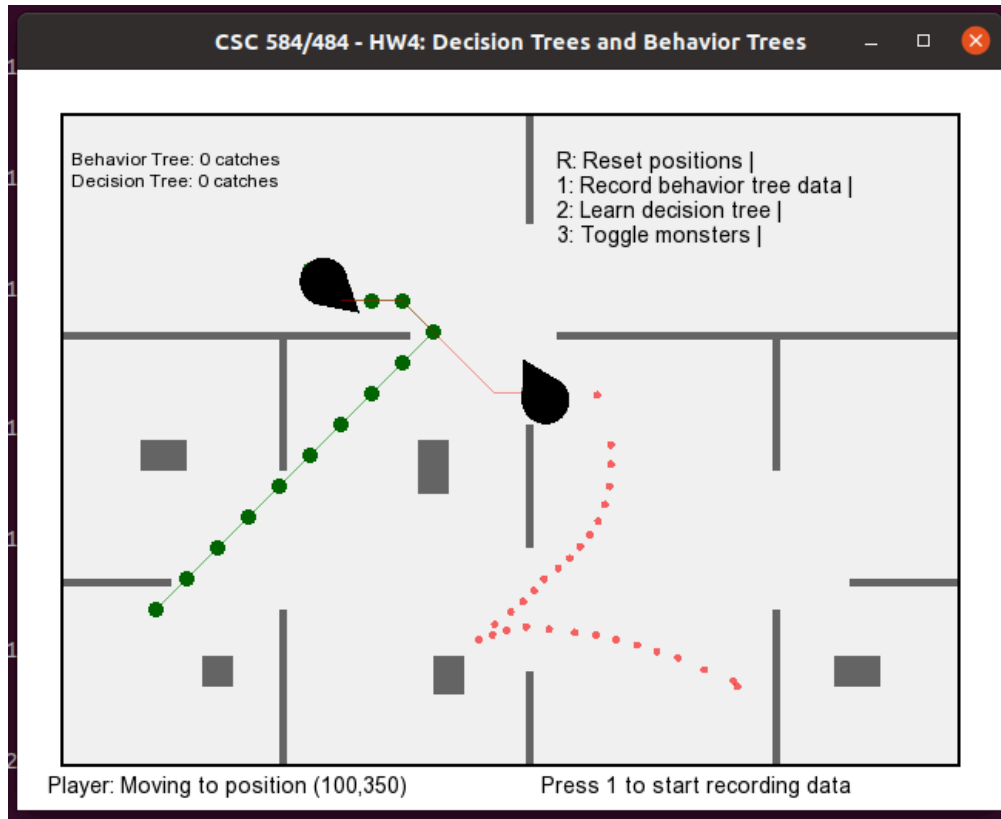 CSC 584/484 - HW4: Decision Trees and Behavior Trees
Behavior Tree: 0 catches
Decision Tree: 0 catches
R: Reset positions |
1: Record behavior tree data |
2: Learn decision tree |
3: Toggle monsters |
Player: Moving to position (100,350)
Press 1 to start recording data